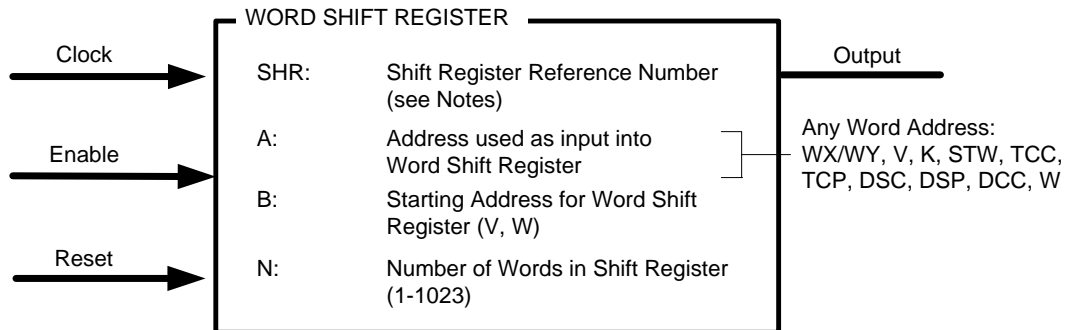 WORD SHIFT REGISTER
Clock
Enable
Reset
SHR: Shift Register Reference Number
(see Notes)
A: Address used as input into
Word Shift Register
B: Starting Address for Word Shift
Register (V, W)
N: Number of Words in Shift Register
(1-1023)
Output
Any Word Address:
WX/WY, V, K, STW, TCC,
TCP, DSC, DSP, DCC, W